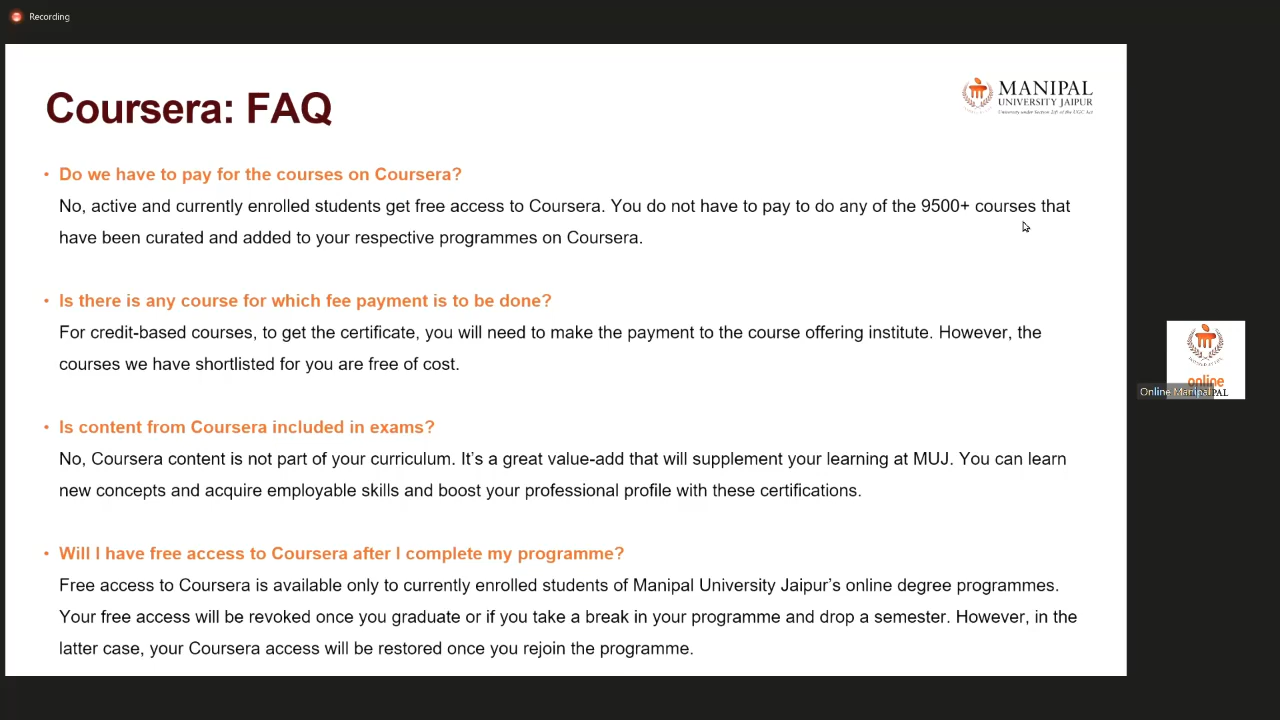 Recording
Coursera: FAQ
MANIPAL
UNIVERSITY JAIPUR
• Do we have to pay for the courses on Coursera?
No, active and currently enrolled students get free access to Coursera. You do not have to pay to do any of the 9500+ courses that
have been curated and added to your respective programmes on Coursera.
• Is there is any course for which fee payment is to be done?
For credit-based courses, to get the certificate, you will need to make the payment to the course offering institute. However, the
courses we have shortlisted for you are free of cost.
• Is content from Coursera included in exams?
No, Coursera content is not part of your curriculum. It’s a great value-add that will supplement your learning at MUJ. You can learn
new concepts and acquire employable skills and boost your professional profile with these certifications.
• Will I have free access to Coursera after I complete my programme?
Free access to Coursera is available only to currently enrolled students of Manipal University Jaipur’s online degree programmes.
Your free access will be revoked once you graduate or if you take a break in your programme and drop a semester. However, in the
latter case, your Coursera access will be restored once you rejoin the programme.
online
Online Manipal